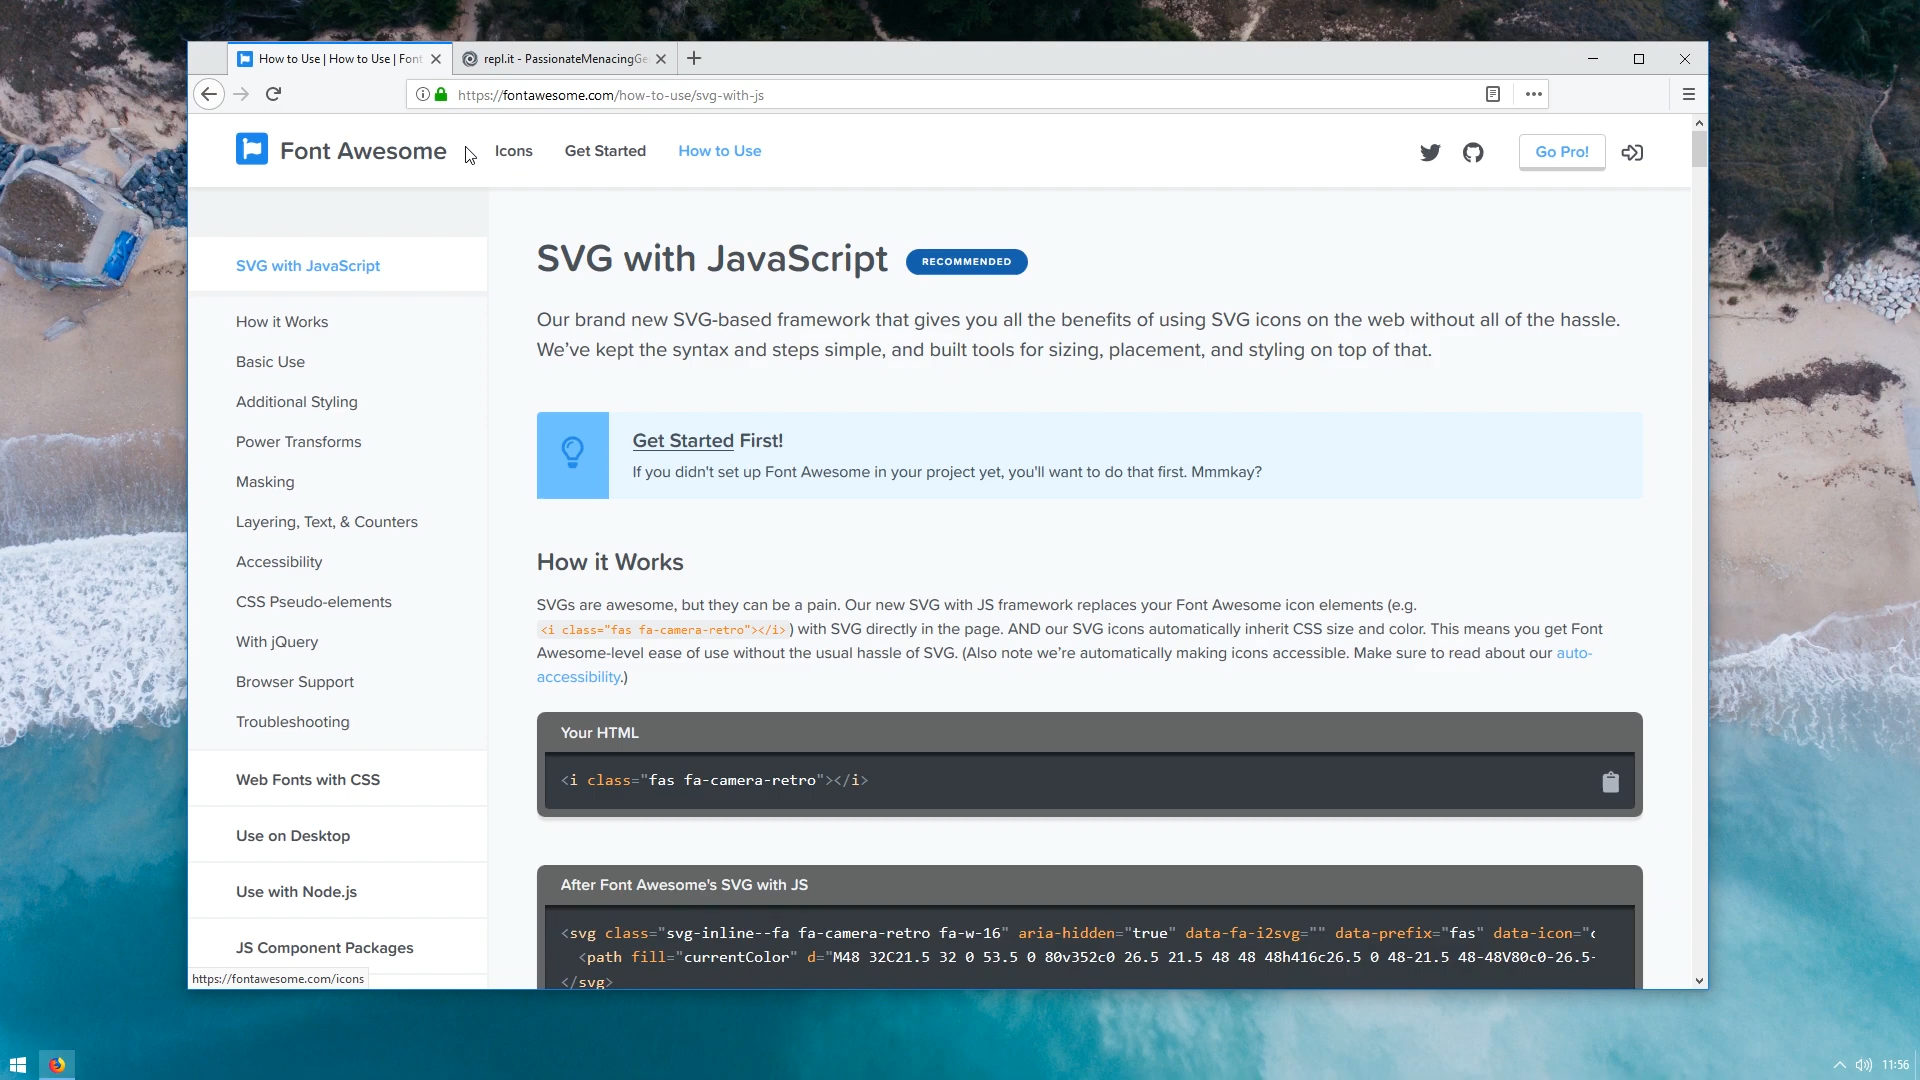 How to Use | How to Use | Font
repl.it - PassionateMenacingGe
https://fontawesome.com/how-to-use/svg-with-js
Font Awesome
Icons
Get Started
How to Use
Go Pro!
SVG with JavaScript
How it Works
Basic Use
Additional Styling
Power Transforms
Masking
Layering, Text, & Counters
Accessibility
CSS Pseudo-elements
With jQuery
Browser Support
Troubleshooting
Web Fonts with CSS
Use on Desktop
Use with Node.js
JS Component Packages
https://fontawesome.com/icons
SVG with JavaScript
RECOMMENDED
Our brand new SVG-based framework that gives you all the benefits of using SVG icons on the web without all of the hassle.
We've kept the syntax and steps simple, and built tools for sizing, placement, and styling on top of that.
Get Started First!
If you didn't set up Font Awesome in your project yet, you'll want to do that first. Mmmkay?
How it Works
SVGs are awesome, but they can be a pain. Our new SVG with JS framework replaces your Font Awesome icon elements (e.g.
<i class="fas fa-camera-retro"></i>) with SVG directly in the page. AND our SVG icons automatically inherit CSS size and color. This means you get Font
Awesome-level ease of use without the usual hassle of SVG. (Also note we're automatically making icons accessible. Make sure to read about our auto-
accessibility.)
Your HTML
<i class="fas fa-camera-retro"></i>
After Font Awesome's SVG with JS
<svg class="svg-inline--fa fa-camera-retro fa-w-16" aria-hidden="true" data-fa-i2svg="" data-prefix="fas" data-icon="c
<path fill="currentColor" d="M48 32C21.5 32 0 53.5 0 80v352c0 26.5 21.5 48 48 48h416c26.5 0 48-21.5 48-48V80c0-26.5-
</svg>
11:56